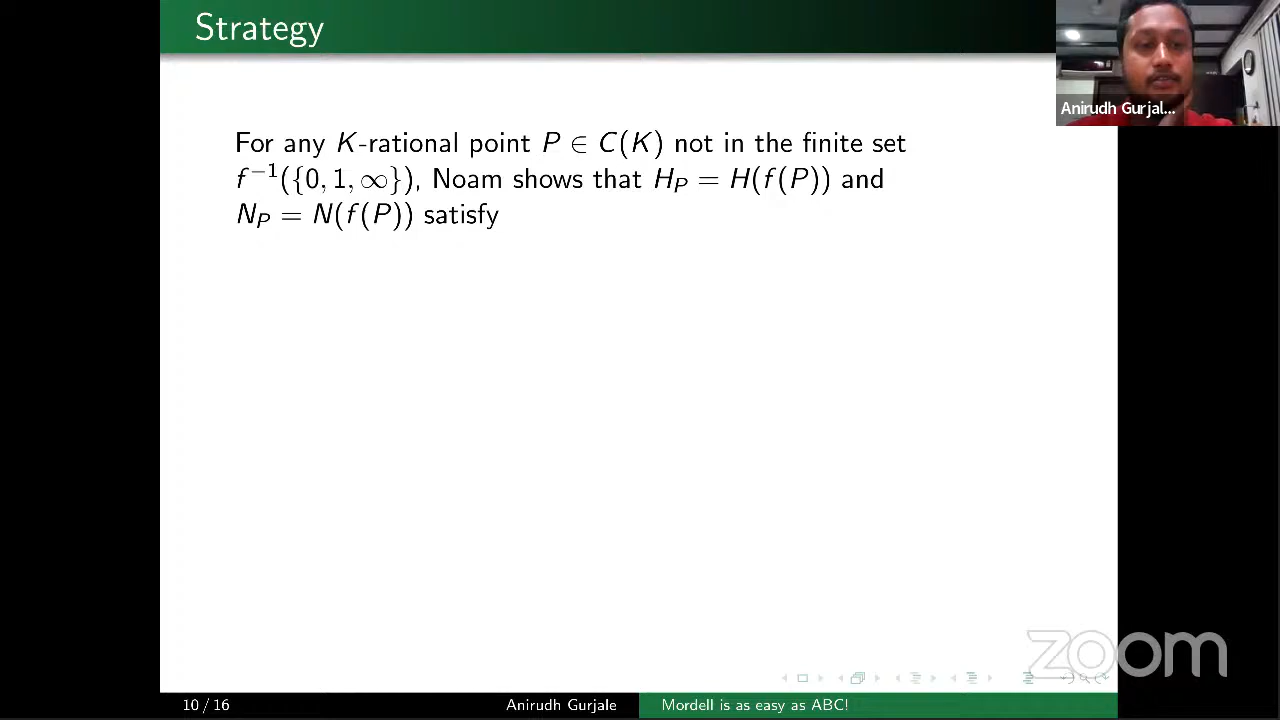 Strategy
Anirudh Gurjal...
For any K-rational point P ∈ C(K) not in the finite set
f⁻¹({0, 1, ∞}), Noam shows that H_P = H(f(P)) and
N_P = N(f(P)) satisfy
zoom
10 / 16
Anirudh Gurjale
Mordell is as easy as ABC!